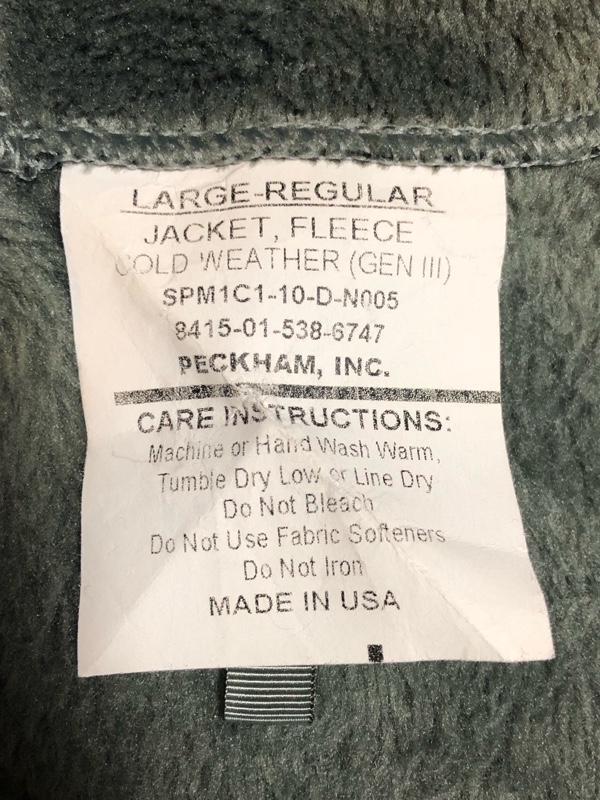 LARGE-REGULAR
JACKET, FLEECE
COLD WEATHER (GEN III)
SPM1C1-10-D-N005
8415-01-538-6747
PECKHAM, INC.
CARE INSTRUCTIONS:
Machine or Hand Wash Warm,
Tumble Dry Low or Line Dry
Do Not Bleach
Do Not Use Fabric Softeners
Do Not Iron
MADE IN USA